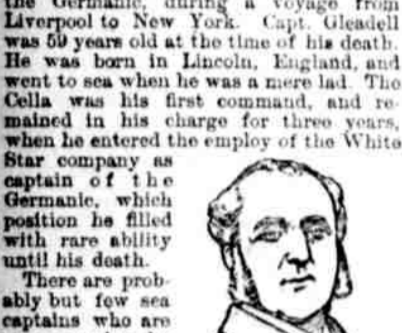 the Germanic, during a voyage from
Liverpool to New York. Capt. Gleadell
was 59 years old at the time of his death.
He was born in Lincoln, England, and
went to sea when he was a mere lad. The
Cella was his first command, and re-
mained in his charge for three years,
when he entered the employ of the White
Star company as
captain of the
Germanic, which
position he filled
with rare ability
until his death.
There are prob-
ably but few sea
captains who are